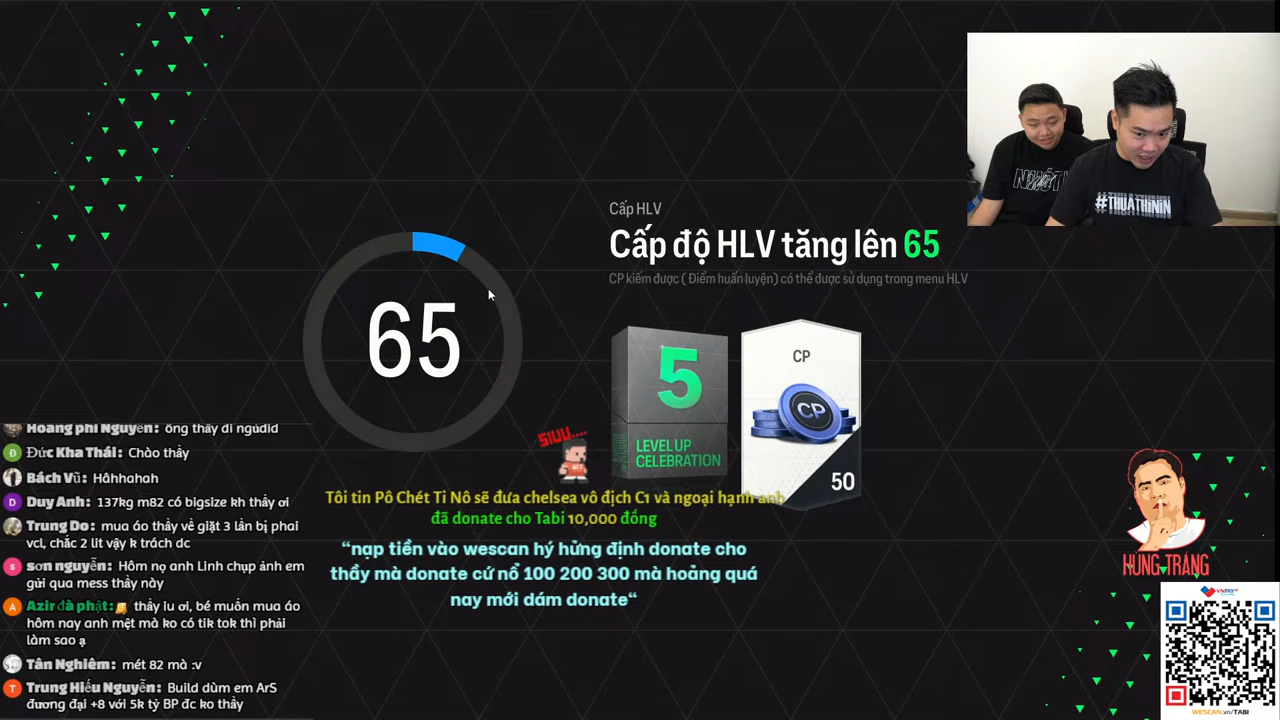 Cấp HLV
Cấp độ HLV tăng lên 65
CP kiếm được ( Điểm huấn luyện) có thể được sử dụng trong menu HLV
65
5
LEVEL UP
CELEBRATION
CP
CP
50
#THUATHININ
SIUU....
Tôi tin Pô Chét Ti Nô sẽ đưa chelsea vô địch C1 và ngoại hạng anh
đã donate cho Tabi 10,000 đồng
“nạp tiền vào wescan hý hửng định donate cho
thầy mà donate cứ nổ 100 200 300 mà hoảng quá
nay mới dám donate“
Hoang phi Nguyễn: ông thầy đi ngúdid
Đức Kha Thái: Chào thầy
Bách Vũ: Hâhhahah
Duy Anh: 137kg m82 có bigsize kh thầy ơi
Trung Do: mua áo thầy về giặt 3 lần bị phai
vcl, chắc 2 lit vậy k trách dc
sơn nguyễn: Hôm nọ anh Linh chụp ảnh em
gửi qua mess thầy này
Azir đà phật: thầy iu ơi, bé muốn mua áo
hôm nay anh mệt mà ko có tik tok thì phải
làm sao ạ
Tân Nghiêm: mét 82 mà :v
Trung Hiếu Nguyễn: Build dùm em ArS
đương đại +8 với 5k tỷ BP đc ko thầy
HÙNG TRÁNG
VNPAY
WESCAN.vn/TABI